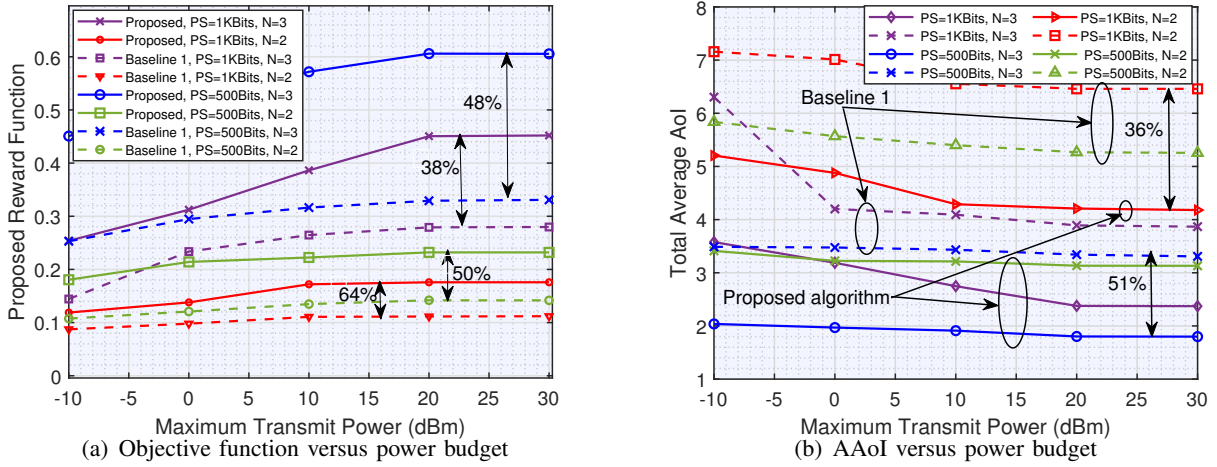 Proposed, PS=1KBits, N=3
Proposed, PS=1KBits, N=2
Baseline 1, PS=1KBits, N=3
Baseline 1, PS=1KBits, N=2
Proposed, PS=500Bits, N=3
Proposed, PS=500Bits, N=2
Baseline 1, PS=500Bits, N=3
Baseline 1, PS=500Bits, N=2
Proposed Reward Function
0.6
0.5
0.4
0.3
0.2
0.1
0
48%
38%
50%
64%
-10 -5 0 5 10 15 20 25 30
Maximum Transmit Power (dBm)
(a) Objective function versus power budget
PS=1KBits, N=3 PS=1KBits, N=2
PS=1KBits, N=3 PS=1KBits, N=2
PS=500Bits, N=3 PS=500Bits, N=2
PS=500Bits, N=3 PS=500Bits, N=2
Total Average AoI
8
7
6
5
4
3
2
1
Baseline 1
36%
51%
Proposed algorithm
-10 -5 0 5 10 15 20 25 30
Maximum Transmit Power (dBm)
(b) AAoI versus power budget